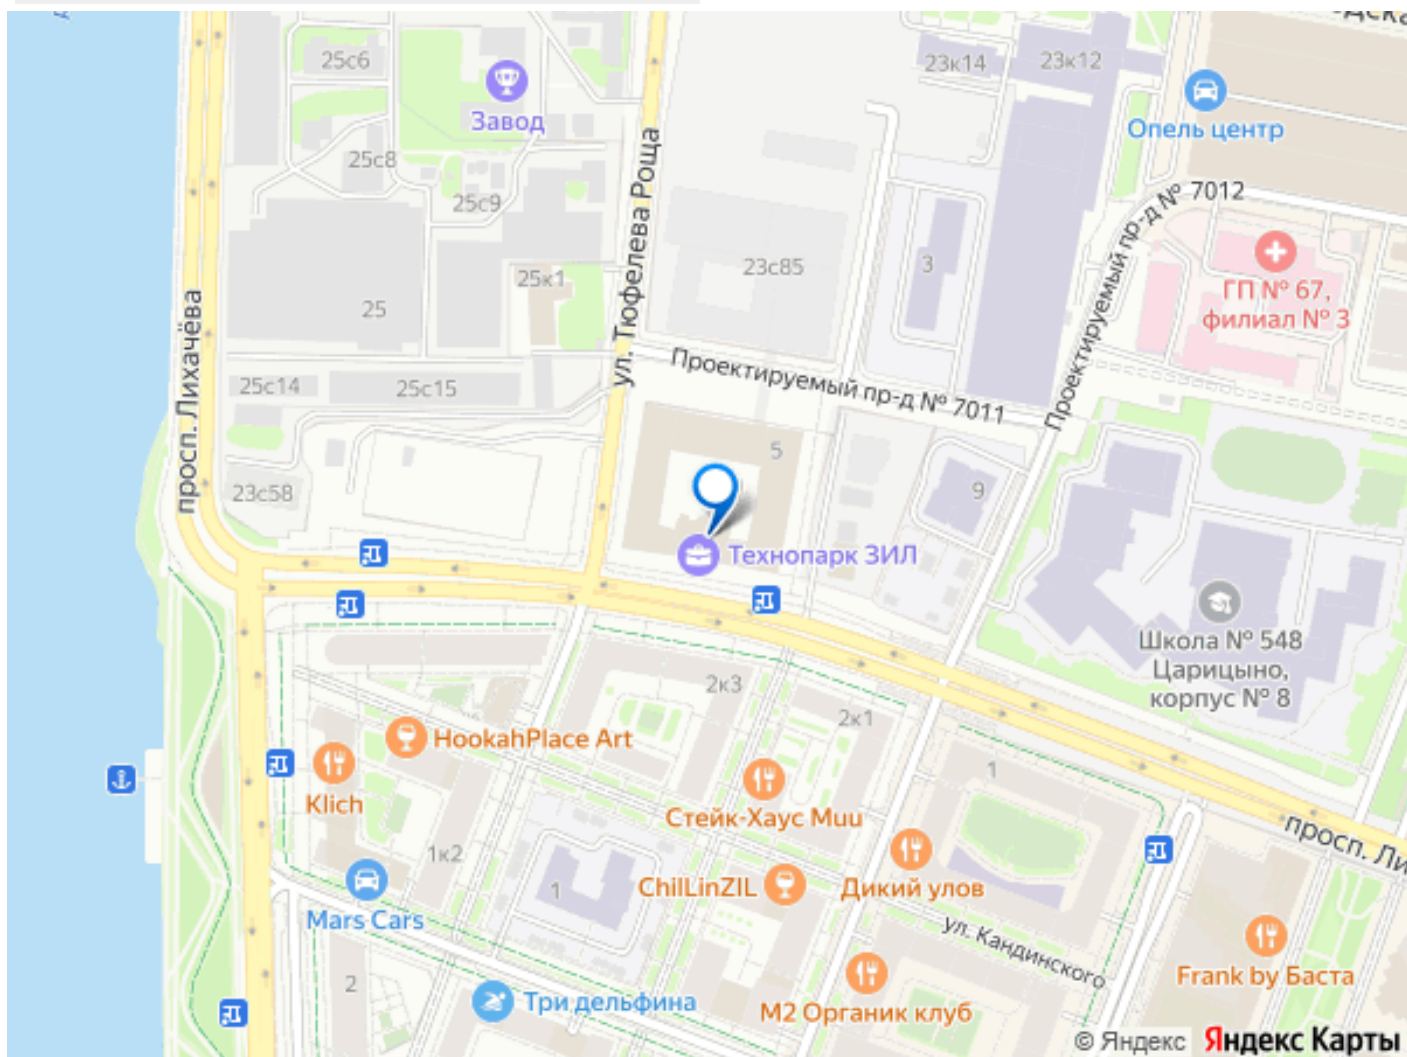 25с6
Завод
23к14
23к12
Опель центр
25с8
25с9
ул. Тюфелева Роща
Проектируемый пр-д № 7012
3
23с85
25к1
25
ГП № 67,
филиал № 3
просп. Лихачёва
25с14
25с15
Проектируемый пр-д № 7011
5
9
23с58
Технопарк ЗИЛ
Школа № 548
Царицыно,
корпус № 8
2к3
2к1
HookahPlace Art
Klich
Стейк-Хаус Muu
1
просп. Ли
1к2
1
ChilLinZIL
Дикий улов
Mars Cars
ул. Кандинского
2
Три дельфина
М2 Органик клуб
Frank by Баста
© Яндекс Яндекс Карты